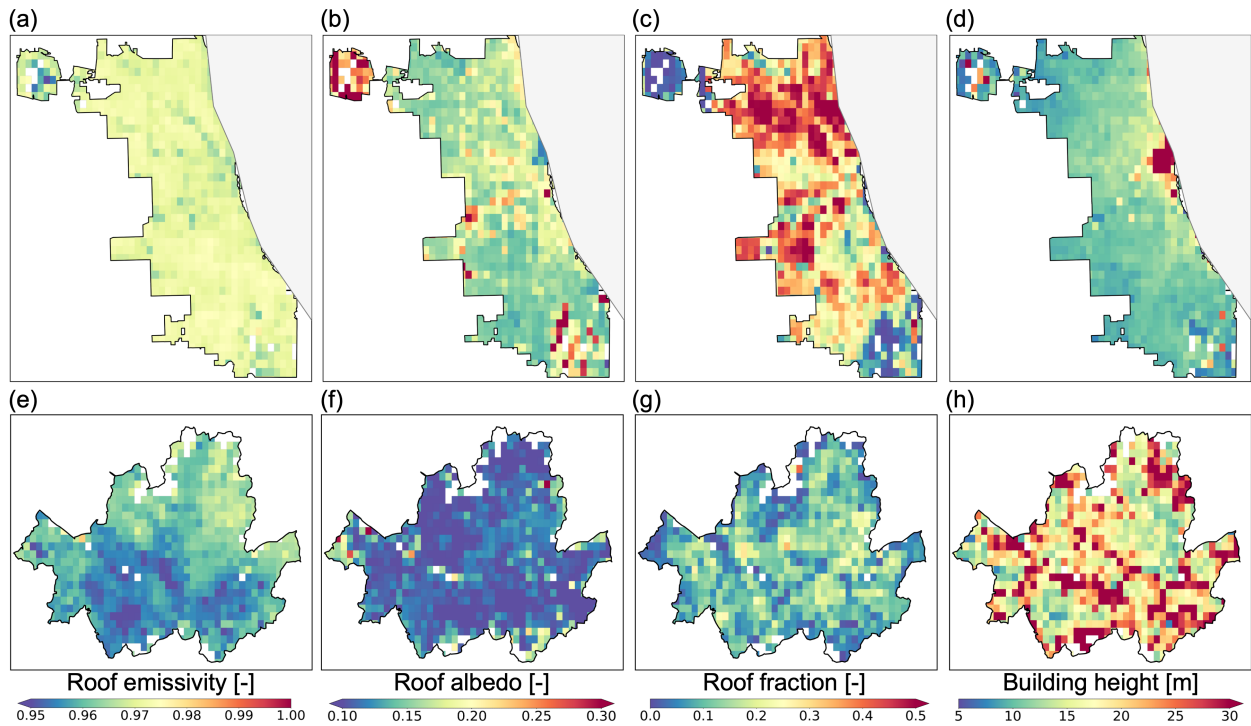 (a) (b) (c) (d)
(e) (f) (g) (h)
Roof emissivity [-] Roof albedo [-] Roof fraction [-] Building height [m]
0.95 0.96 0.97 0.98 0.99 1.00 0.10 0.15 0.20 0.25 0.30 0.0 0.1 0.2 0.3 0.4 0.5 5 10 15 20 25 30